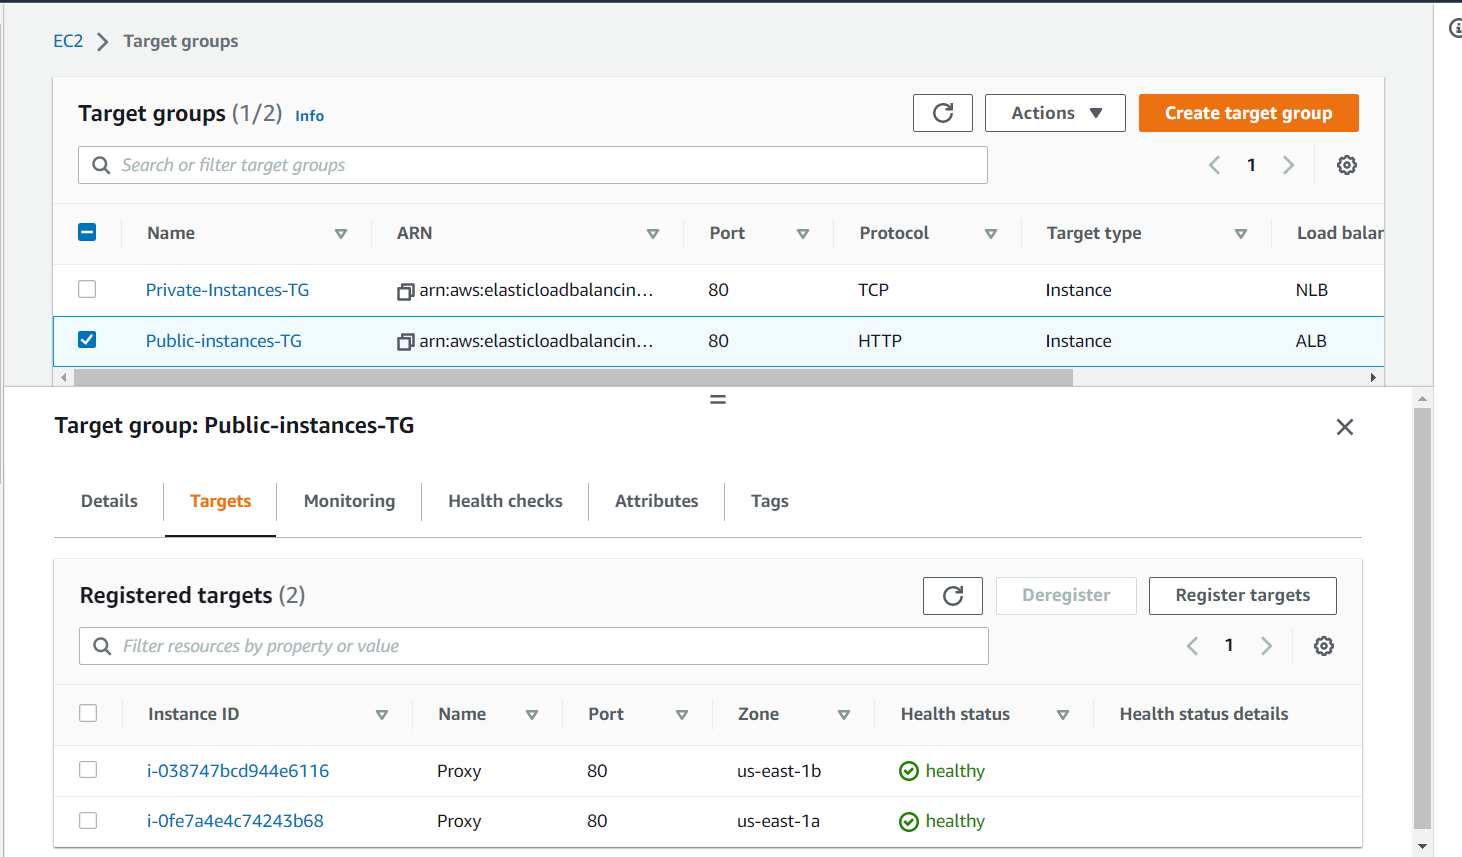 EC2 > Target groups
Target groups (1/2) Info
Actions
Create target group
Search or filter target groups
1
Name ARN Port Protocol Target type Load balar
Private-Instances-TG arn:aws:elasticloadbalancin... 80 TCP Instance NLB
Public-instances-TG arn:aws:elasticloadbalancin... 80 HTTP Instance ALB
Target group: Public-instances-TG
Details Targets Monitoring Health checks Attributes Tags
Registered targets (2)
Deregister
Register targets
Filter resources by property or value
1
Instance ID Name Port Zone Health status Health status details
i-038747bcd944e6116 Proxy 80 us-east-1b healthy
i-0fe7a4e4c74243b68 Proxy 80 us-east-1a healthy